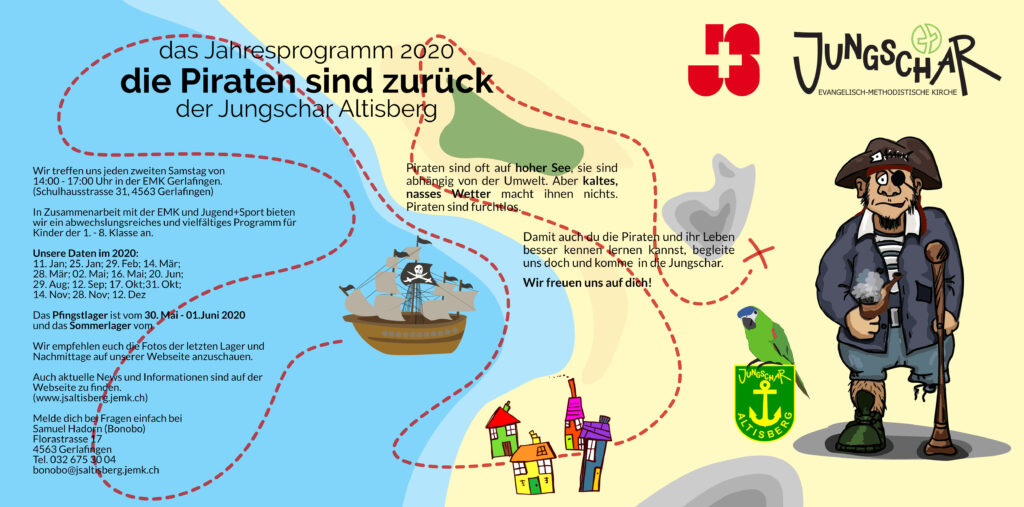 das Jahresprogramm 2020
die Piraten sind zurück
der Jungschar Altisberg
JUNGSCHAR
EVANGELISCH-METHODISTISCHE KIRCHE
Wir treffen uns jeden zweiten Samstag von
14:00 - 17:00 Uhr in der EMK Gerlafingen.
(Schulhausstrasse 31, 4563 Gerlafingen)
In Zusammenarbeit mit der EMK und Jugend+Sport bieten
wir ein abwechslungsreiches und vielfältiges Programm für
Kinder der 1. - 8. Klasse an.
Unsere Daten im 2020:
11. Jan; 25. Jan; 29. Feb; 14. Mär;
28. Mär; 02. Mai; 16. Mai; 20. Jun;
29. Aug; 12. Sep; 17. Okt;31. Okt;
14. Nov; 28. Nov; 12. Dez
Das Pfingstlager ist vom 30. Mai - 01.Juni 2020
und das Sommerlager vom
Wir empfehlen euch die Fotos der letzten Lager und
Nachmittage auf unserer Webseite anzuschauen.
Auch aktuelle News und Informationen sind auf der
Webseite zu finden.
(www.jsaltisberg.jemk.ch)
Melde dich bei Fragen einfach bei
Samuel Hadorn (Bonobo)
Florastrasse 17
4563 Gerlafingen
Tel. 032 675 30 04
bonobo@jsaltisberg.jemk.ch
Piraten sind oft auf hoher See, sie sind
abhängig von der Umwelt. Aber kaltes,
nasses Wetter macht ihnen nichts.
Piraten sind furchtlos.
Damit auch du die Piraten und ihr Leben
besser kennen lernen kannst, begleite
uns doch und komme in die Jungschar.
Wir freuen uns auf dich!
JUNGSCHAR
ALTISBERG